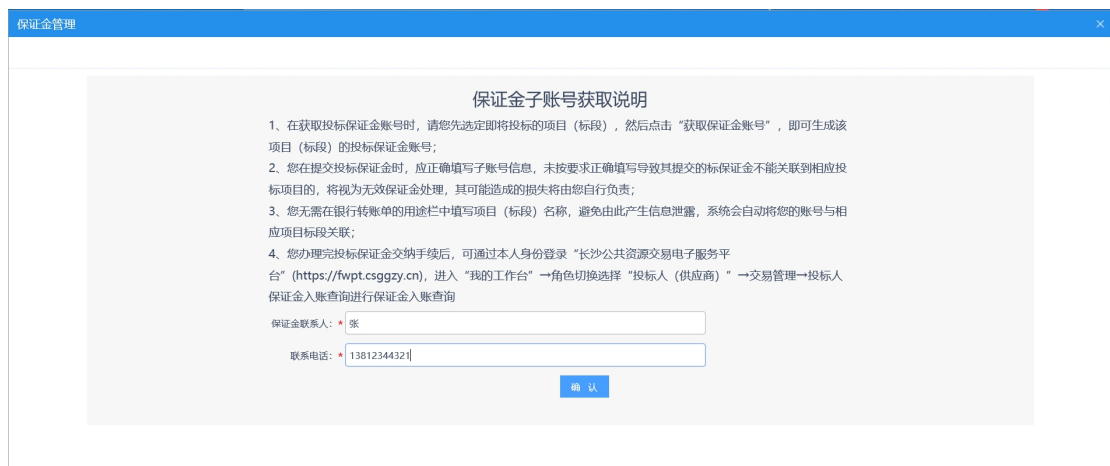 保证金管理
×
保证金子账号获取说明
1、在获取投标保证金账号时，请您先选定即将投标的项目（标段），然后点击“获取保证金账号”，即可生成该
项目（标段）的投标保证金账号；
2、您在提交投标保证金时，应正确填写子账号信息，未按要求正确填写导致其提交的标保证金不能关联到相应投
标项目的，将视为无效保证金处理，其可能造成的损失将由您自行负责；
3、您无需在银行转账单的用途栏中填写项目（标段）名称，避免由此产生信息泄露，系统会自动将您的账号与相
应项目标段关联；
4、您办理完投标保证金交纳手续后，可通过本人身份登录“长沙公共资源交易电子服务平
台”(https://fwpt.csggzy.cn)，进入“我的工作台”→角色切换选择“投标人（供应商）”→交易管理→投标人
保证金入账查询进行保证金入账查询
保证金联系人：* 张
联系电话：* 13812344321
确 认